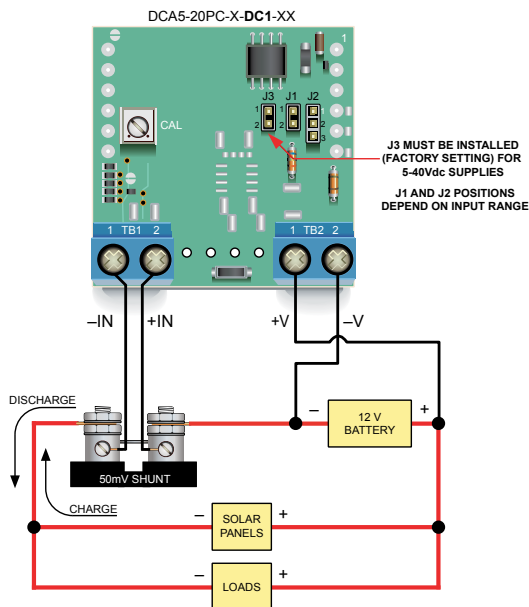 DCA5-20PC-X-DC1-XX
1
J3 J1 J2
1 1 1
2 2 2
3
CAL
J3 MUST BE INSTALLED
(FACTORY SETTING) FOR
5-40Vdc SUPPLIES
J1 AND J2 POSITIONS
DEPEND ON INPUT RANGE
1 TB1 2
1 TB2 2
–IN +IN
+V –V
DISCHARGE
– 12 V
BATTERY +
50mV SHUNT
CHARGE
– SOLAR
PANELS +
– LOADS +